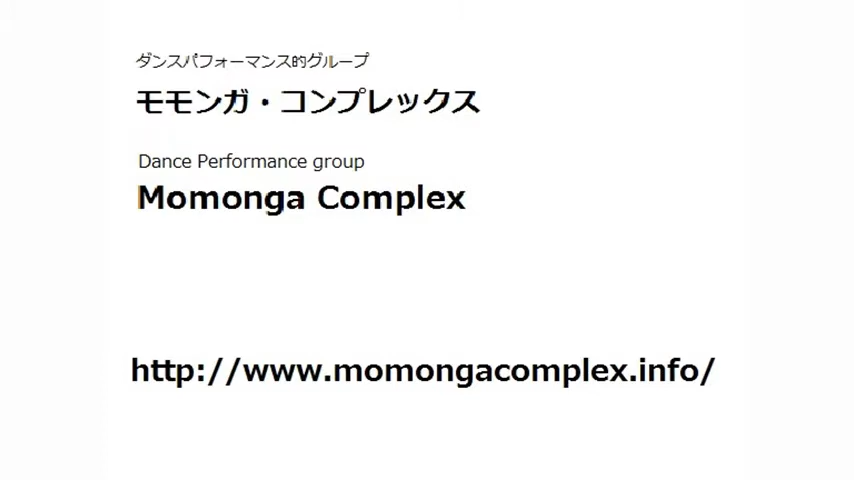 ダンスパフォーマンス的グループ
モモンガ・コンプレックス
Dance Performance group
Momonga Complex
http://www.momongacomplex.info/